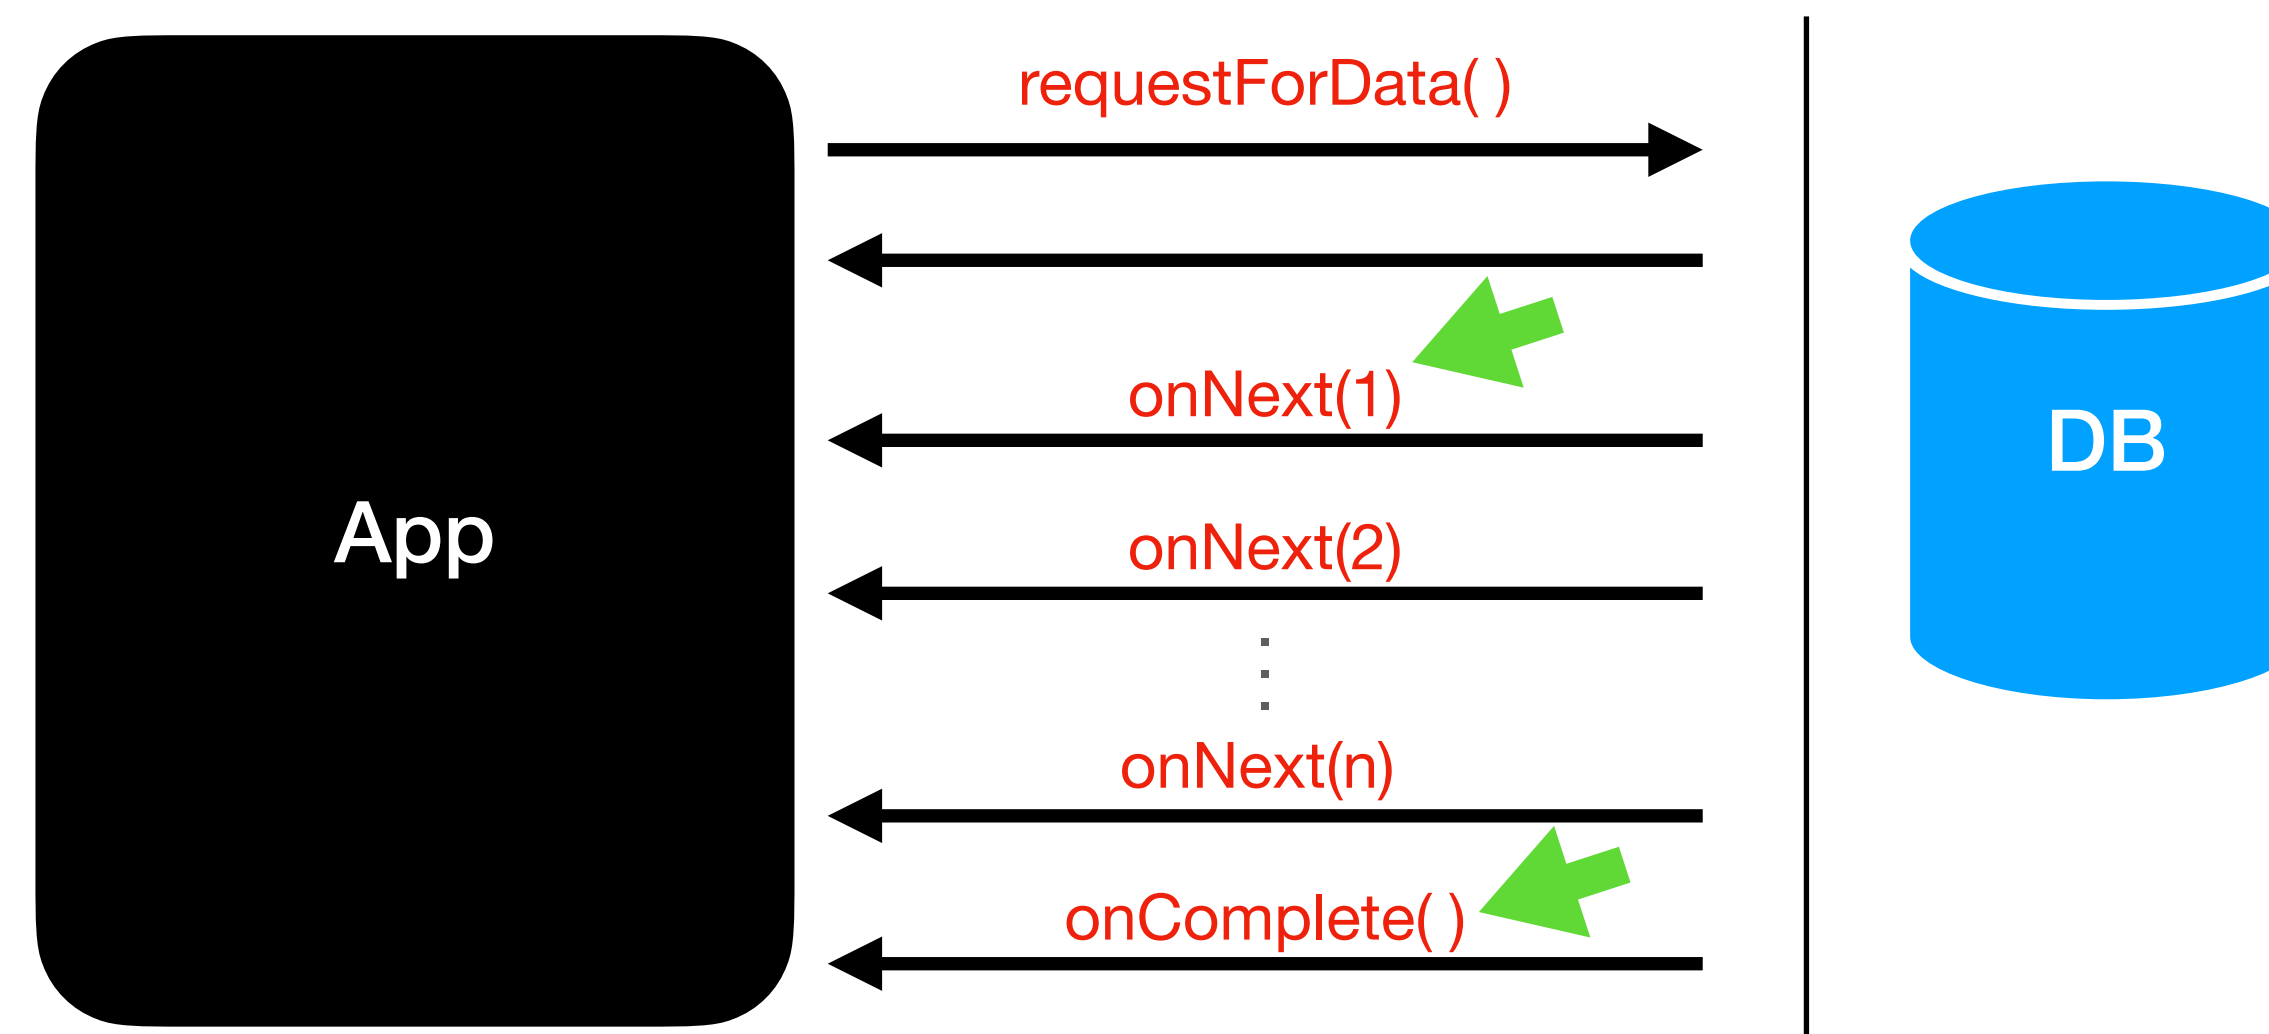 requestForData( )
onNext(1)
DB
App
onNext(2)
onNext(n)
onComplete( )